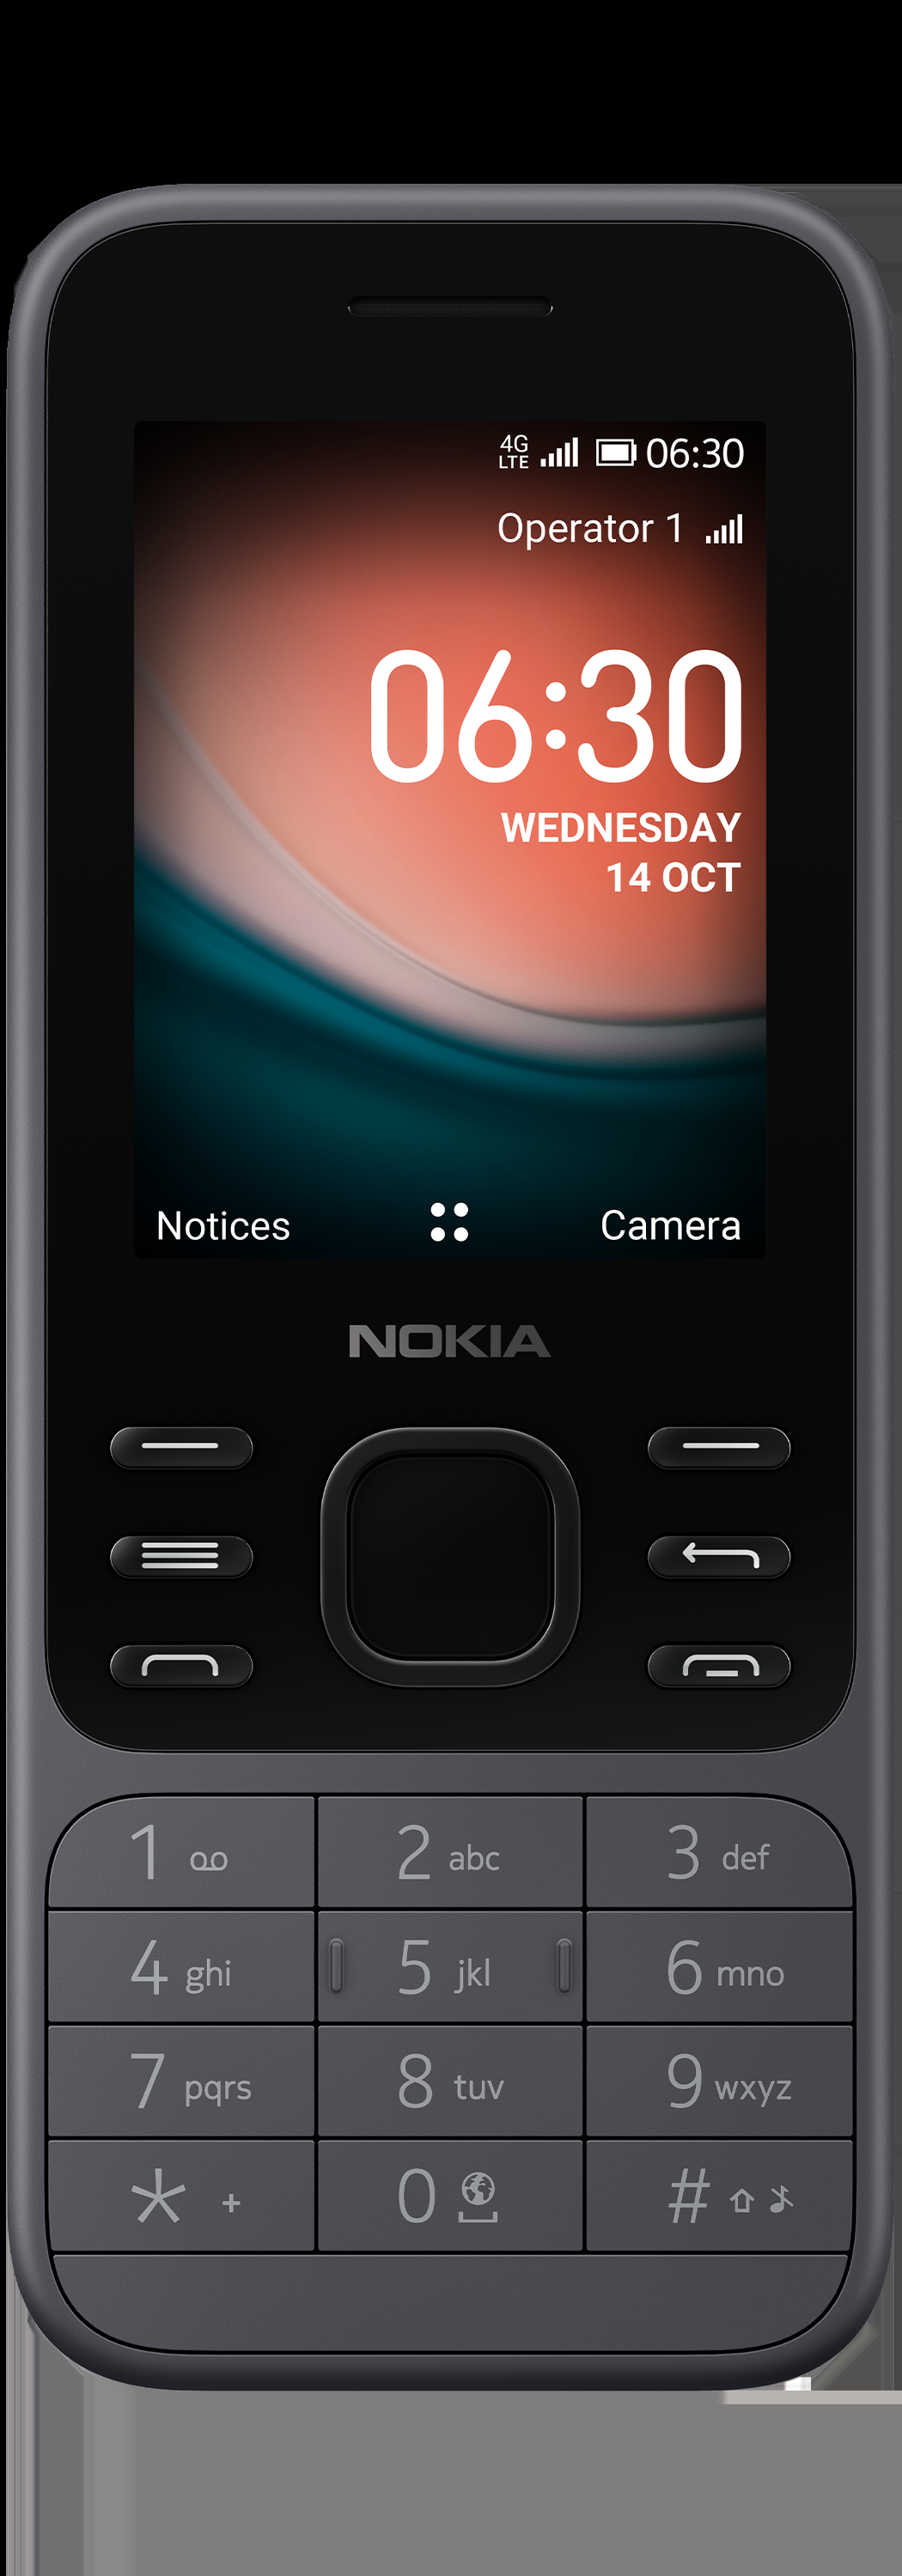 4G
LTE
06:30
Operator 1
06:30
WEDNESDAY
14 OCT
Notices
Camera
NOKIA
1
2 abc
3 def
4 ghi
5 jkl
6 mno
7 pqrs
8 tuv
9 wxyz
* +
0
#